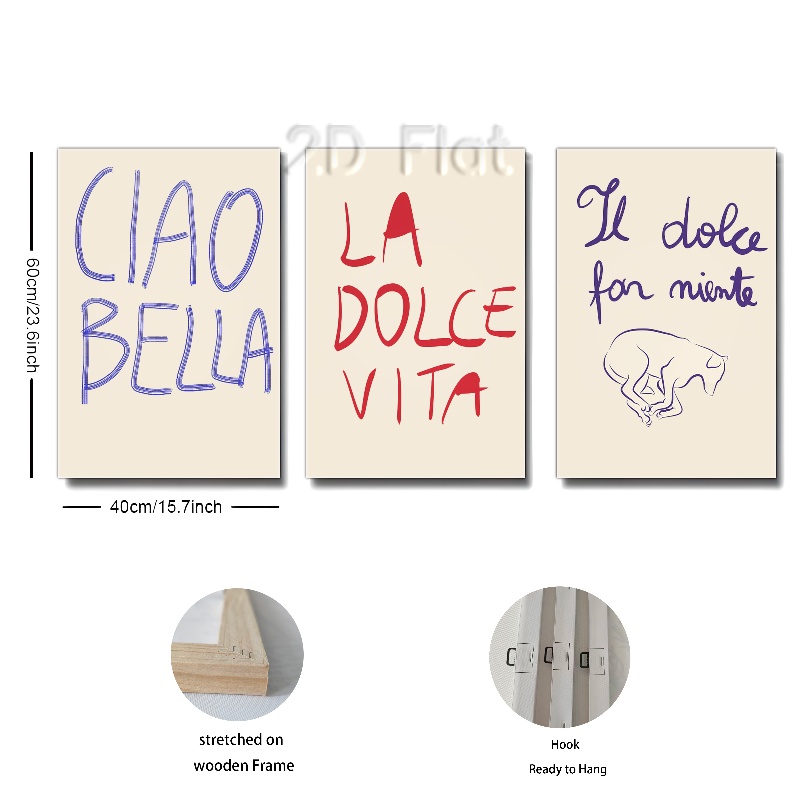 2D Flat
CIAO
BELLA
LA
DOLCE
VITA
Il dolce
far niente
60cm/23.6inch
40cm/15.7inch
stretched on
wooden Frame
Hook
Ready to Hang